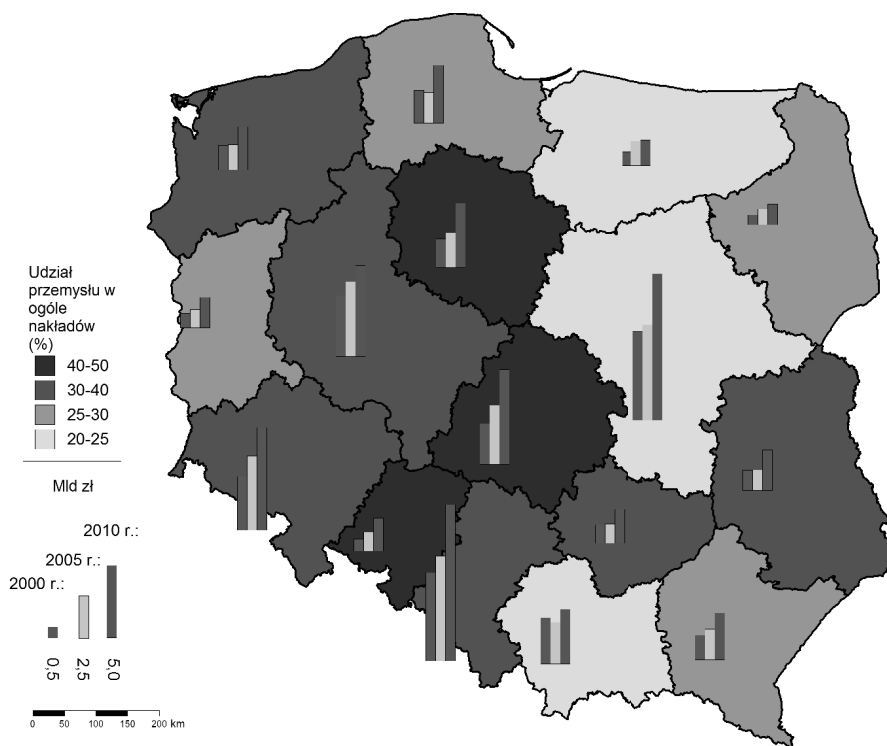 Udział
przemysłu w
ogóle
nakładów
(%)
40-50
30-40
25-30
20-25
Mld zł
2010 r.:
2005 r.:
2000 r.:
0,5
2,5
5,0
0 50 100 150 200 km